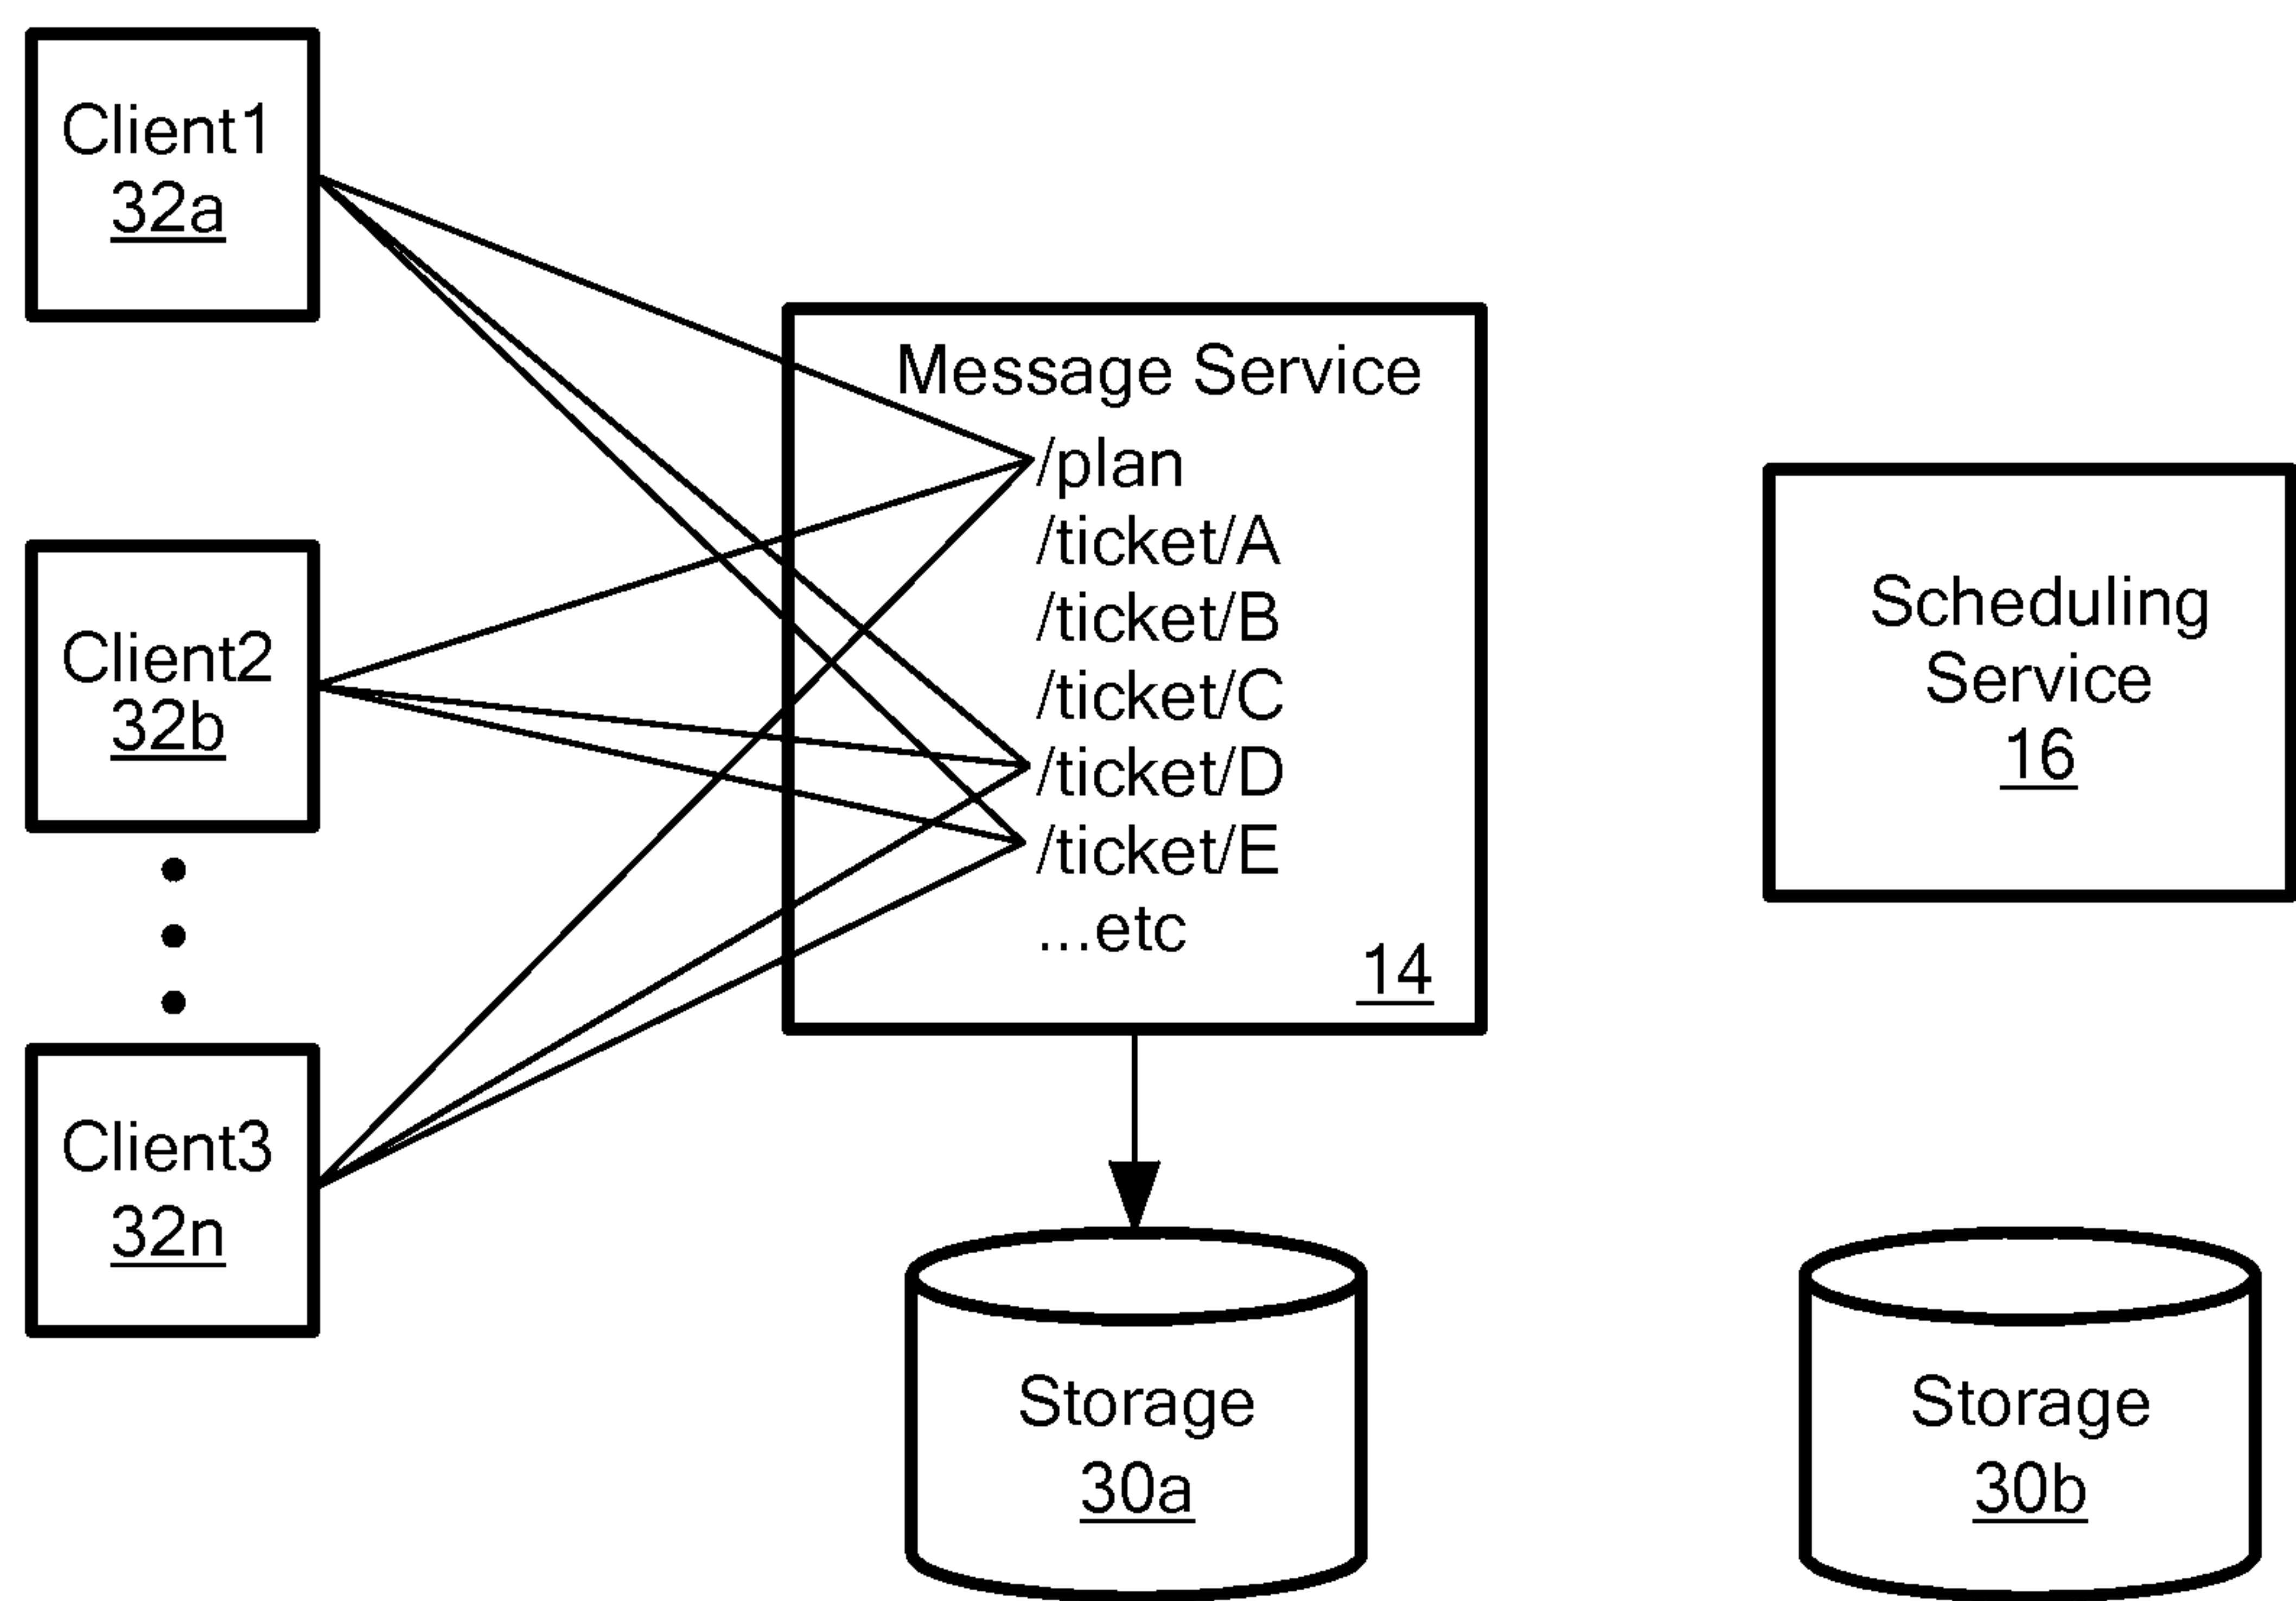 Client1
32a
Client2
32b
Client3
32n
Message Service
/plan
/ticket/A
/ticket/B
/ticket/C
/ticket/D
/ticket/E
...etc
14
Scheduling
Service
16
Storage
30a
Storage
30b